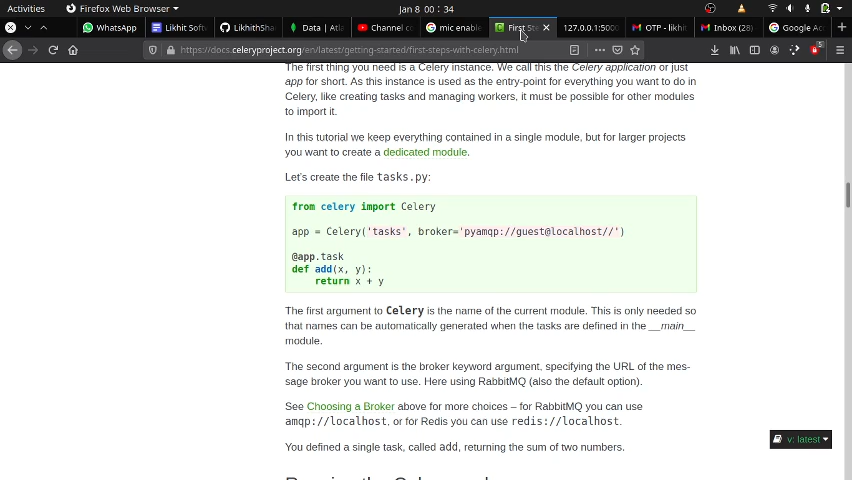 Activities
Firefox Web Browser
Jan 8 00 : 34
WhatsApp
Likhit Soft
LikhithShan
Data | Atla
Channel co
mic enable
First Ste
127.0.0.1:5000
OTP - likhit
Inbox (28)
Google Acc
https://docs.celeryproject.org/en/latest/getting-started/first-steps-with-celery.html
5
The first thing you need is a Celery instance. We call this the Celery application or just
app for short. As this instance is used as the entry-point for everything you want to do in
Celery, like creating tasks and managing workers, it must be possible for other modules
to import it.
In this tutorial we keep everything contained in a single module, but for larger projects
you want to create a dedicated module.
Let's create the file tasks.py:
from celery import Celery
app = Celery('tasks', broker='pyamqp://guest@localhost//')
@app.task
def add(x, y):
return x + y
The first argument to Celery is the name of the current module. This is only needed so
that names can be automatically generated when the tasks are defined in the __main__
module.
The second argument is the broker keyword argument, specifying the URL of the mes-
sage broker you want to use. Here using RabbitMQ (also the default option).
See Choosing a Broker above for more choices – for RabbitMQ you can use
amqp://localhost, or for Redis you can use redis://localhost.
You defined a single task, called add, returning the sum of two numbers.
v: latest